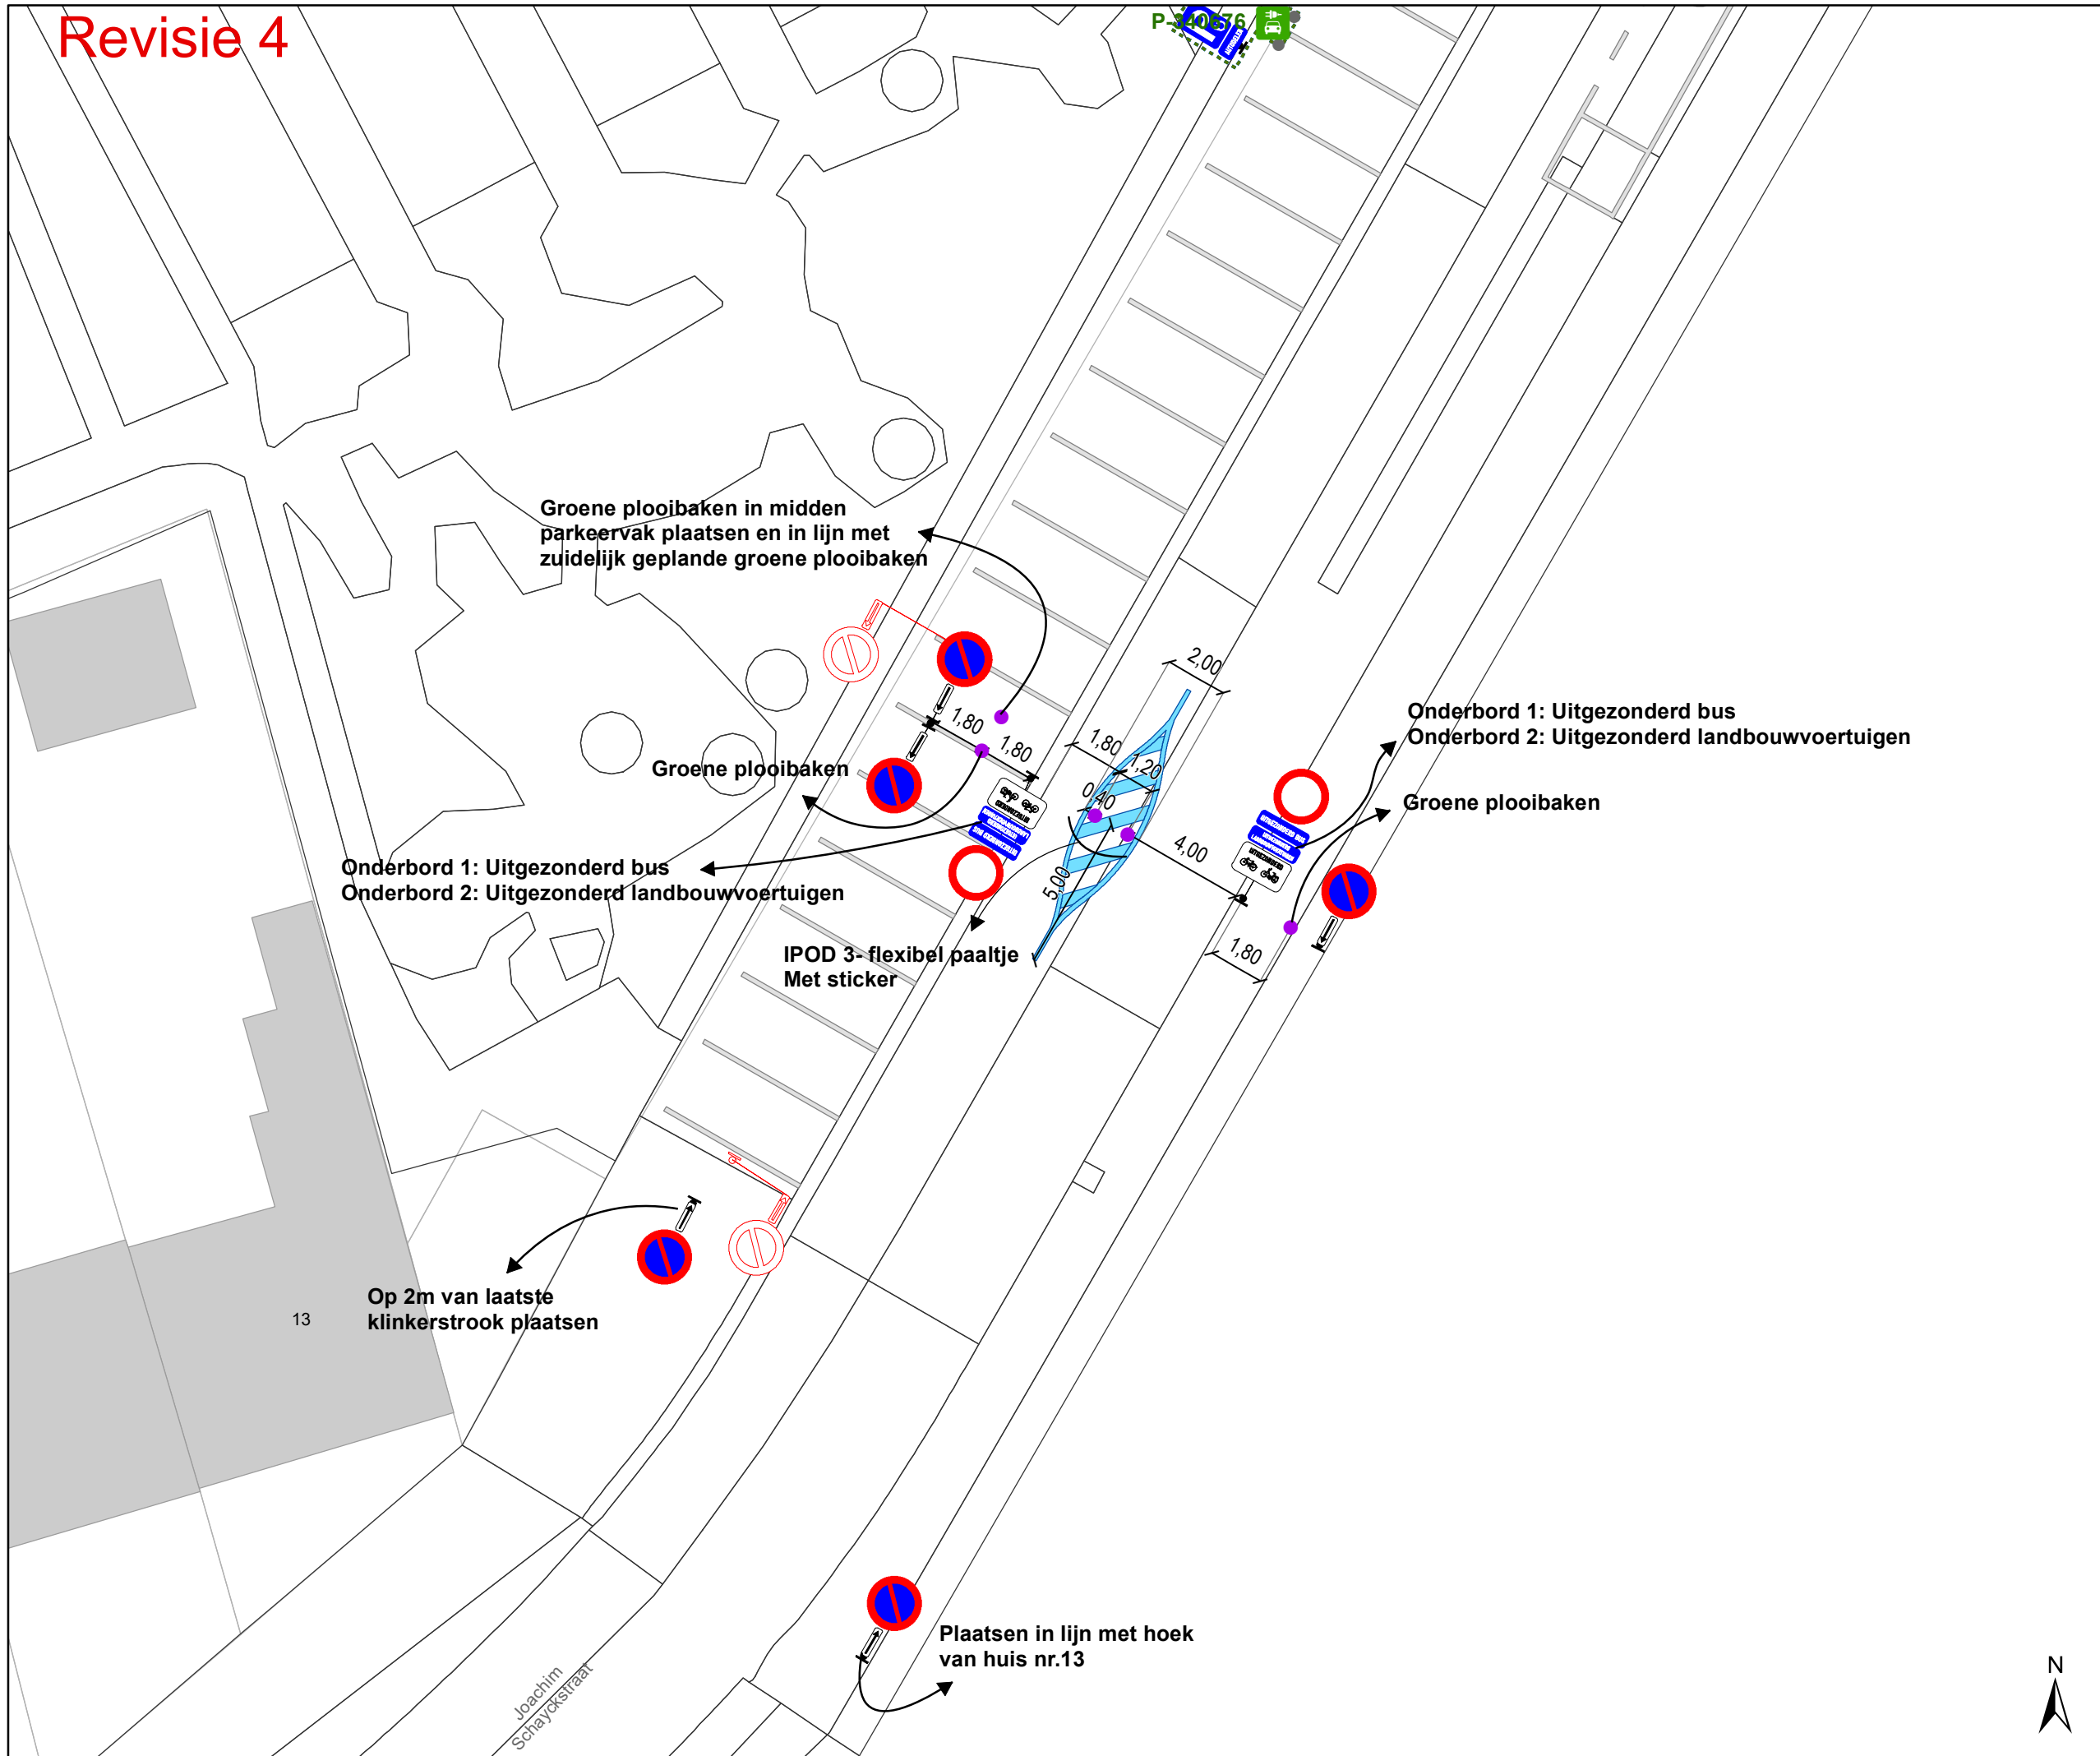 Revisie 4
P-340676
Groene plooibaken in midden
parkeervak plaatsen en in lijn met
zuidelijk geplande groene plooibaken
2,00
1,80
1,80
1,80
1,20
0,40
Onderbord 1: Uitgezonderd bus
Onderbord 2: Uitgezonderd landbouwvoertuigen
Groene plooibaken
Groene plooibaken
4,00
5,00
UITGEZONDERD
Onderbord 1: Uitgezonderd bus
Onderbord 2: Uitgezonderd landbouwvoertuigen
1,80
IPOD 3- flexibel paaltje
Met sticker
Op 2m van laatste
klinkerstrook plaatsen
13
Plaatsen in lijn met hoek
van huis nr.13
Joachim
Schayckstraat
N